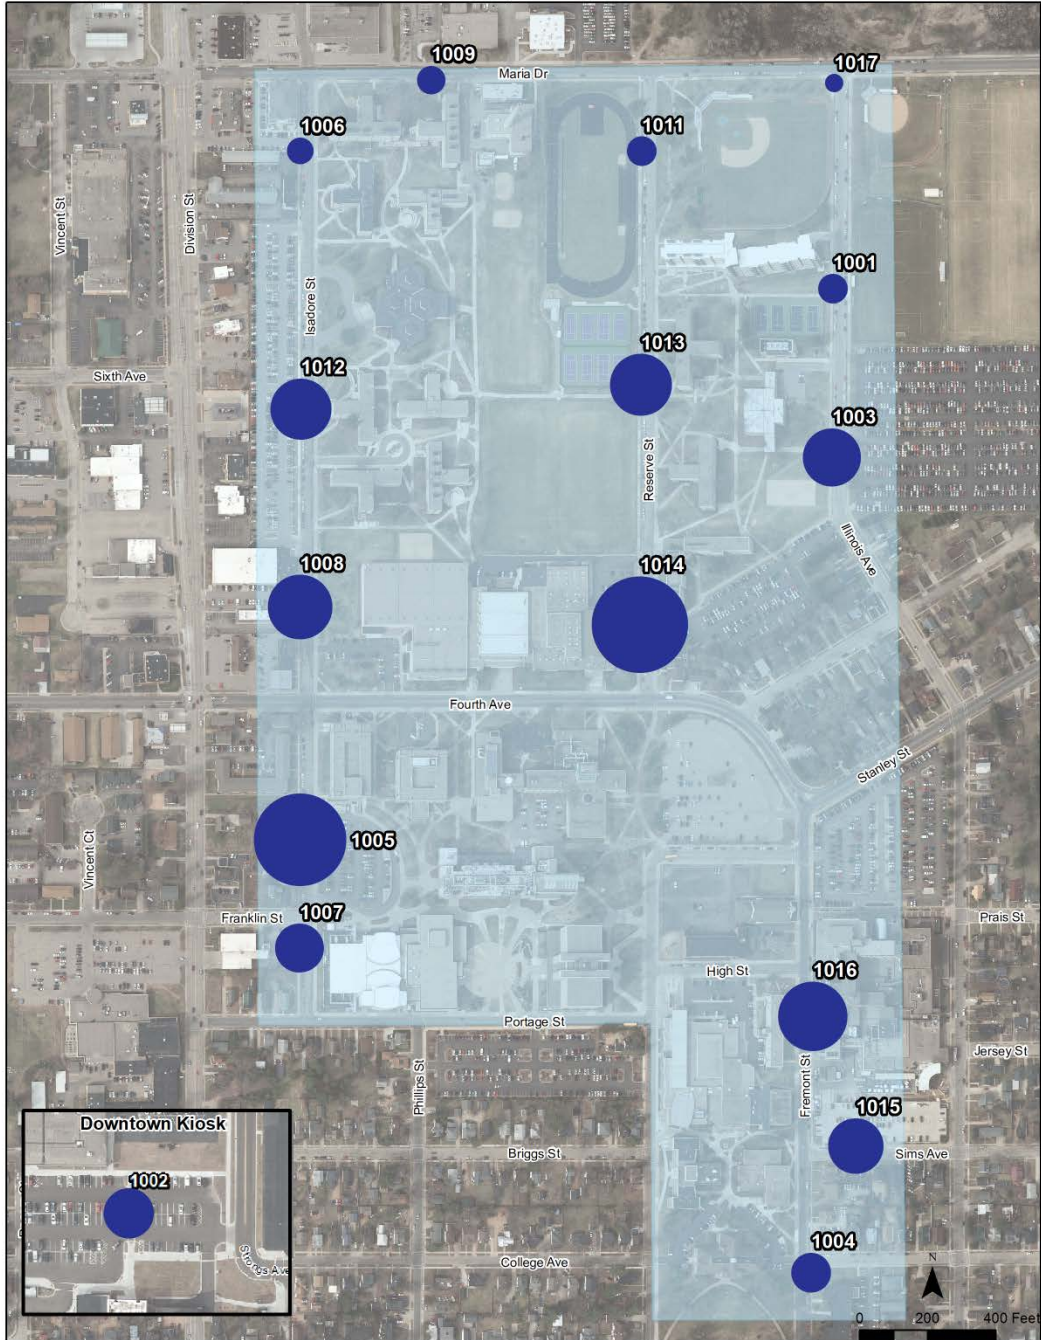 1009
Maria Dr
1017
1006
1011
Vincent St
Division St
1001
Isadore St
1013
Sixth Ave
1012
1003
Reserve St
Illinois Ave
1008
1014
Fourth Ave
Stanley St
1005
Vincent Ct
Franklin St
1007
Prais St
High St
1016
Portage St
Jersey St
Phillips St
Fremont St
1015
Downtown Kiosk
Briggs St
Sims Ave
1002
1004
College Ave
Strongs Ave
N
0 200 400 Feet